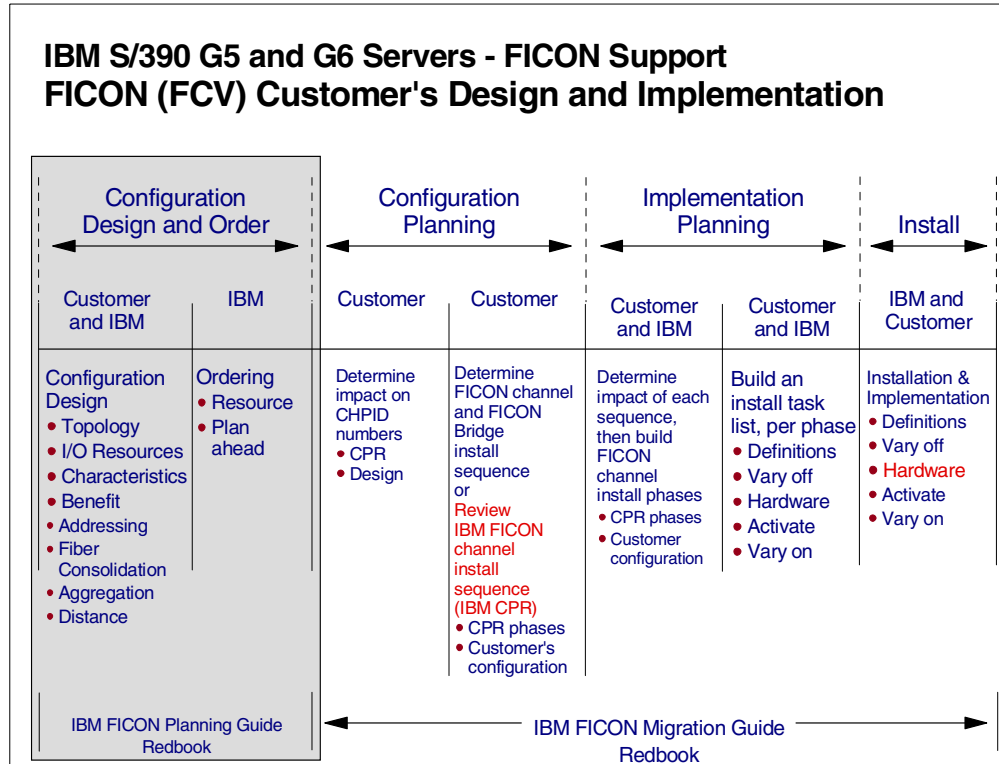 IBM S/390 G5 and G6 Servers - FICON Support
FICON (FCV) Customer's Design and Implementation
Configuration
Design and Order
Configuration
Planning
Implementation
Planning
Install
Customer
and IBM
IBM
Customer
Customer
Customer
and IBM
Customer
and IBM
IBM and
Customer
Configuration
Design
• Topology
• I/O Resources
• Characteristics
• Benefit
• Addressing
• Fiber
Consolidation
• Aggregation
• Distance
Ordering
• Resource
• Plan
ahead
Determine
impact on
CHPID
numbers
• CPR
• Design
Determine
FICON channel
and FICON
Bridge
install
sequence
or
Review
IBM FICON
channel
install
sequence
(IBM CPR)
• CPR phases
• Customer's
configuration
Determine
impact of each
sequence,
then build
FICON
channel
install phases
• CPR phases
• Customer
configuration
Build an
install task
list, per phase
• Definitions
• Vary off
• Hardware
• Activate
• Vary on
Installation &
Implementation
• Definitions
• Vary off
• Hardware
• Activate
• Vary on
IBM FICON Planning Guide
Redbook
IBM FICON Migration Guide
Redbook